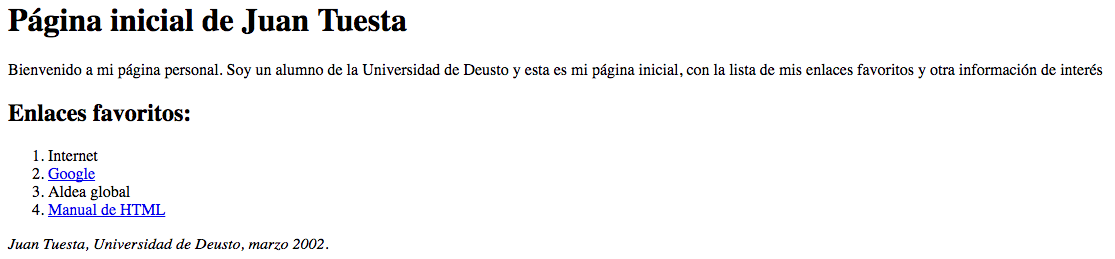 Página inicial de Juan Tuesta
Bienvenido a mi página personal. Soy un alumno de la Universidad de Deusto y esta es mi página inicial, con la lista de mis enlaces favoritos y otra información de interés
Enlaces favoritos:
1. Internet
2. Google
3. Aldea global
4. Manual de HTML
Juan Tuesta, Universidad de Deusto, marzo 2002.